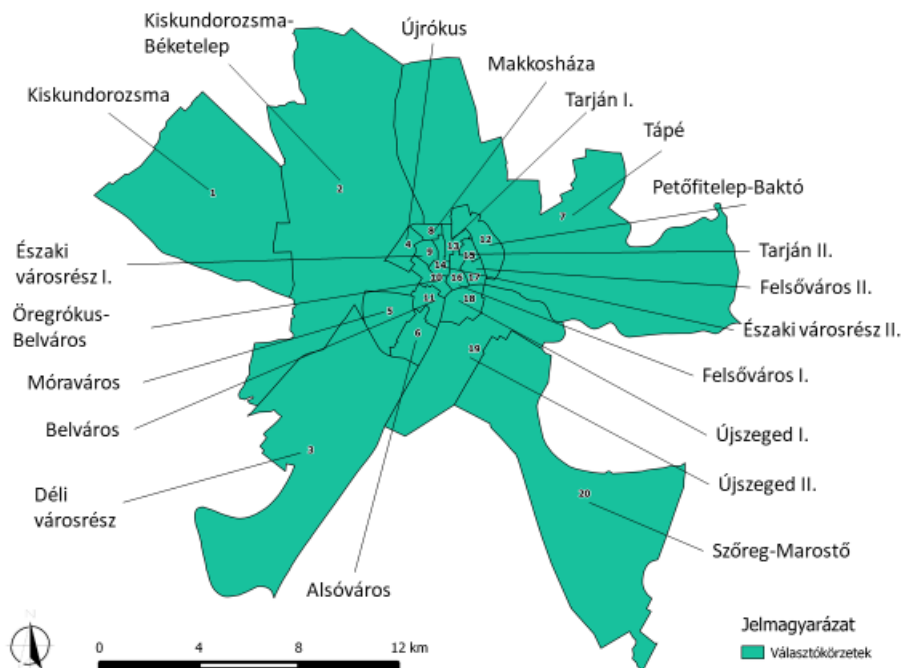 Kiskundorozsma-
Béketelep
Újrókus
Makkosháza
Kiskundorozsma
Tarján I.
Tápé
Petőfitelep-Baktó
1
2
7
8
12
4
13
9
15
14
10
16
17
11
18
5
6
19
3
20
Északi
városrész I.
Tarján II.
Felsőváros II.
Öregrókus-
Belváros
Északi városrész II.
Móraváros
Felsőváros I.
Belváros
Újszeged I.
Déli
városrész
Újszeged II.
Szőreg-Marostő
Alsóváros
Jelmagyarázat
Választókörzetek
0
4
8
12 km